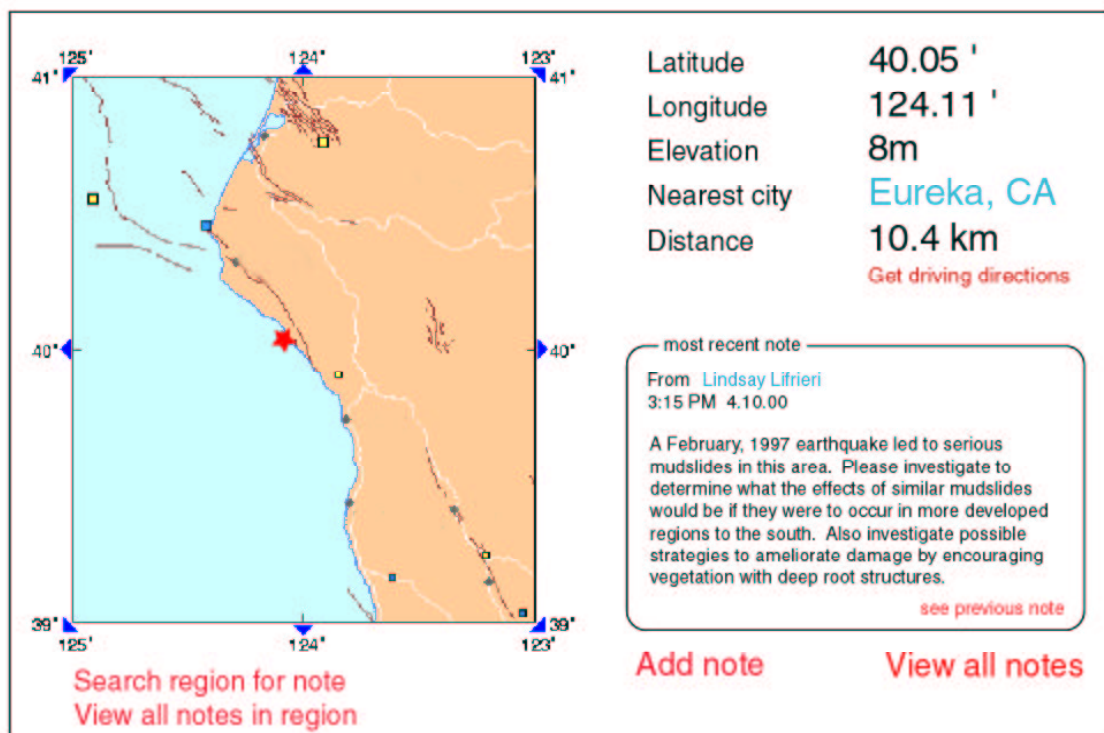 125'
124'
123'
41'
41'
40'
40'
39'
39'
125'
124'
123'
Search region for note
View all notes in region
Latitude 40.05 '
Longitude 124.11 '
Elevation 8m
Nearest city Eureka, CA
Distance 10.4 km
Get driving directions
most recent note
From Lindsay Lifrieri
3:15 PM 4.10.00
A February, 1997 earthquake led to serious
mudslides in this area. Please investigate to
determine what the effects of similar mudslides
would be if they were to occur in more developed
regions to the south. Also investigate possible
strategies to ameliorate damage by encouraging
vegetation with deep root structures.
see previous note
Add note View all notes